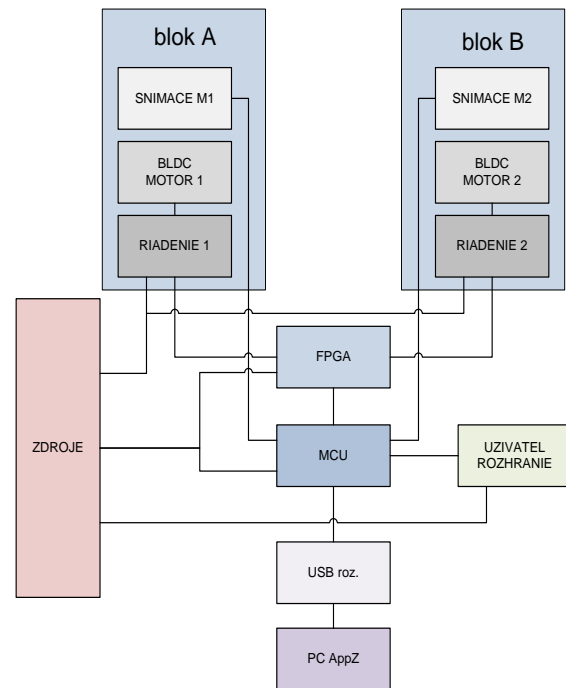 blok A
SNIMACE M1
BLDC
MOTOR 1
RIADENIE 1
blok B
SNIMACE M2
BLDC
MOTOR 2
RIADENIE 2
ZDROJE
FPGA
MCU
UZIVATEL
ROZHRANIE
USB roz.
PC AppZ